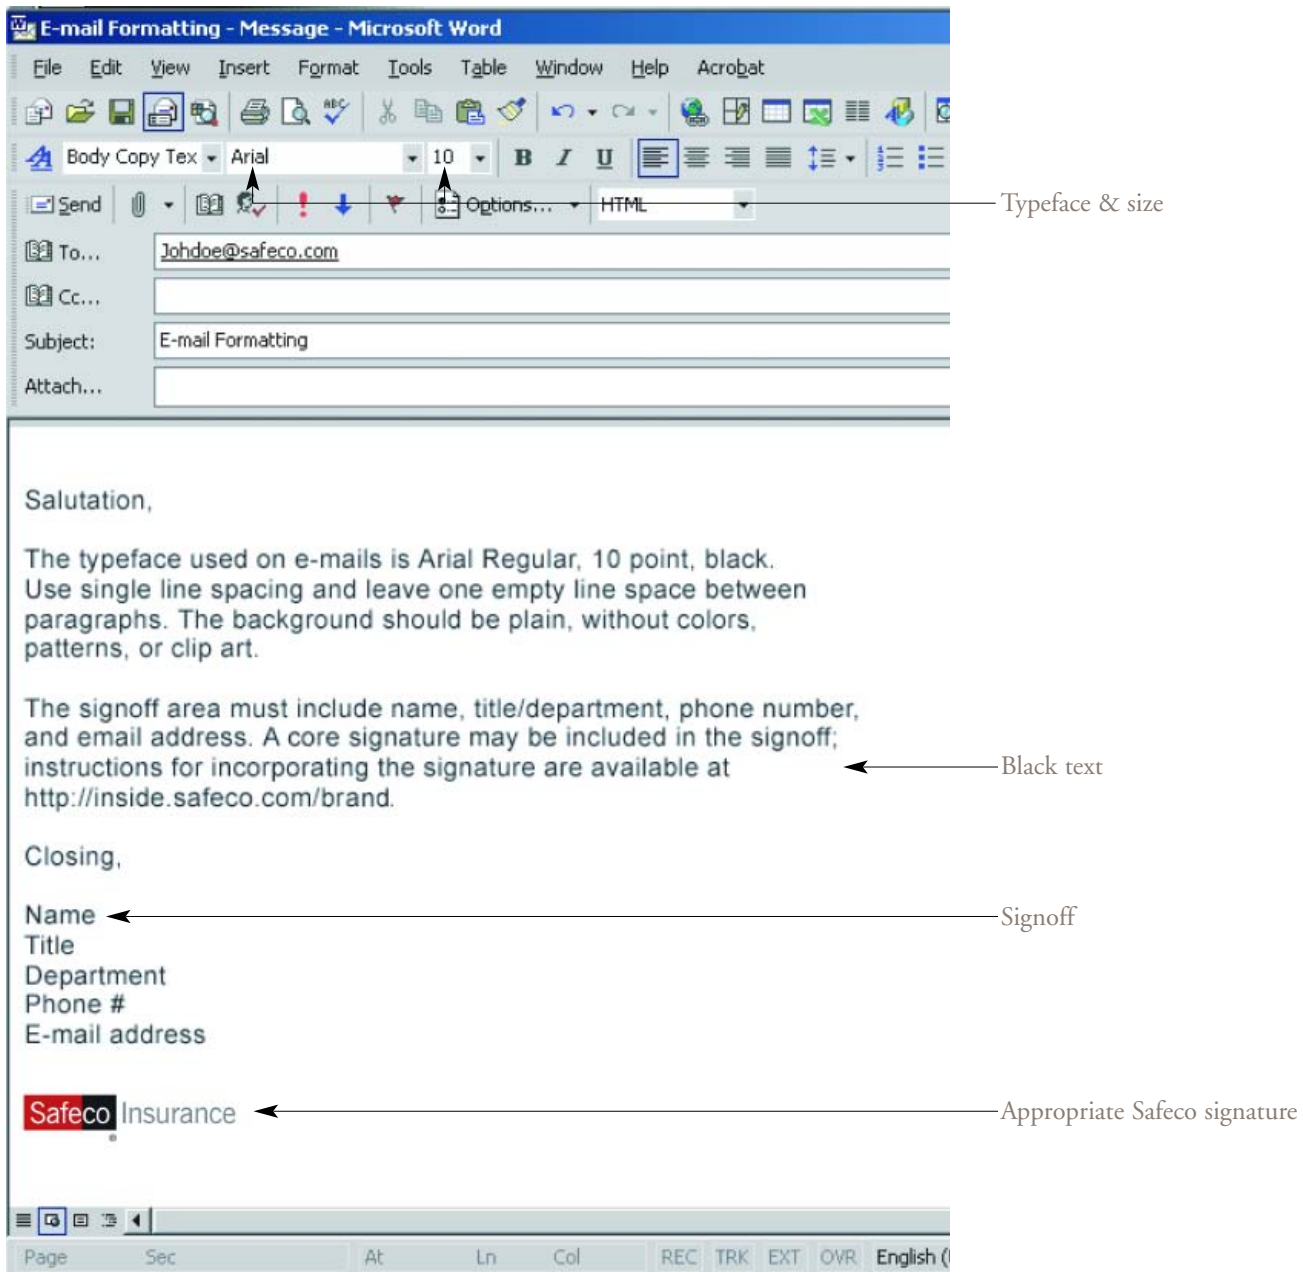 E-mail Formatting - Message - Microsoft Word
File Edit View Insert Format Tools Table Window Help Acrobat
ABC
Body Copy Tex Arial 10 B I U
Send Options... HTML
Typeface & size
To... Johdoe@safeco.com
Cc...
Subject: E-mail Formatting
Attach...
Salutation,
The typeface used on e-mails is Arial Regular, 10 point, black.
Use single line spacing and leave one empty line space between
paragraphs. The background should be plain, without colors,
patterns, or clip art.
The signoff area must include name, title/department, phone number,
and email address. A core signature may be included in the signoff;
instructions for incorporating the signature are available at
Black text
http://inside.safeco.com/brand.
Closing,
Name
Signoff
Title
Department
Phone #
E-mail address
Safeco Insurance
®
Appropriate Safeco signature
Page Sec At Ln Col REC TRK EXT OVR English (